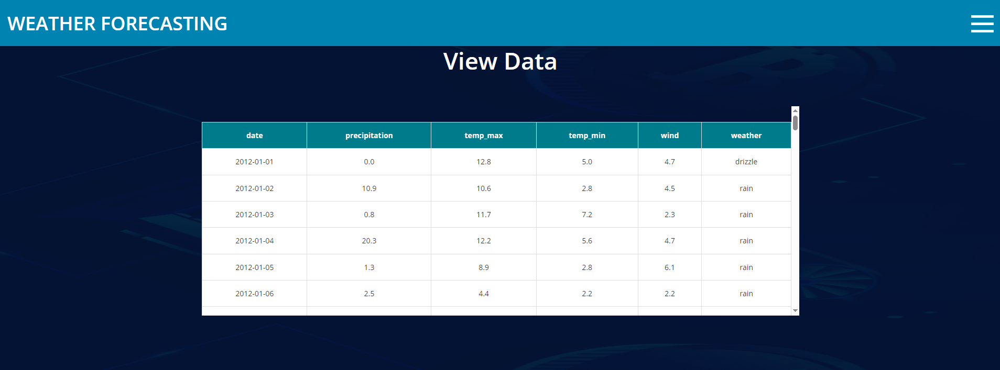 WEATHER FORECASTING
View Data
date precipitation temp_max temp_min wind weather
2012-01-01 0.0 12.8 5.0 4.7 drizzle
2012-01-02 10.9 10.6 2.8 4.5 rain
2012-01-03 0.8 11.7 7.2 2.3 rain
2012-01-04 20.3 12.2 5.6 4.7 rain
2012-01-05 1.3 8.9 2.8 6.1 rain
2012-01-06 2.5 4.4 2.2 2.2 rain